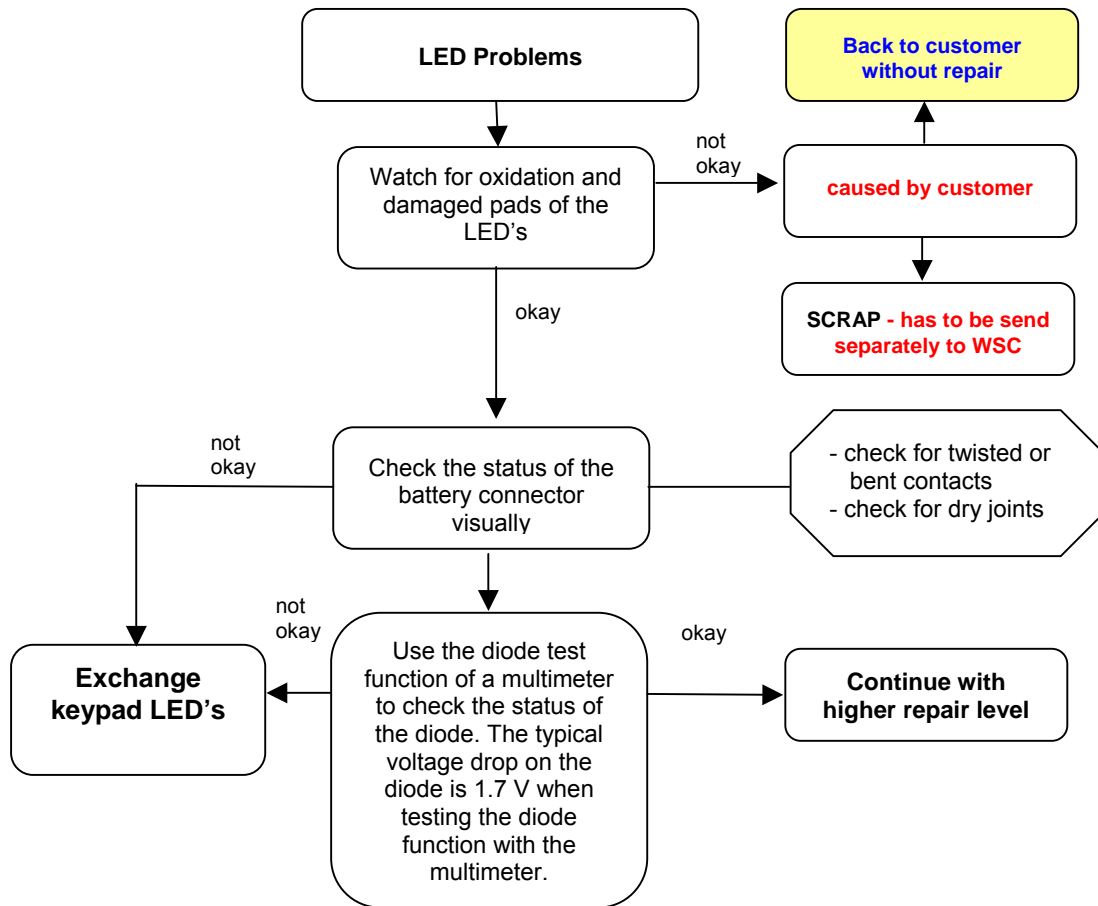 LED Problems
Back to customer
without repair
not
okay
Watch for oxidation and
damaged pads of the
LED's
caused by customer
okay
SCRAP - has to be send
separately to WSC
not
okay
Check the status of the
battery connector
visually
- check for twisted or
bent contacts
- check for dry joints
not
okay
okay
Exchange
keypad LED's
Use the diode test
function of a multimeter
to check the status of
the diode. The typical
voltage drop on the
diode is 1.7 V when
testing the diode
function with the
multimeter.
Continue with
higher repair level